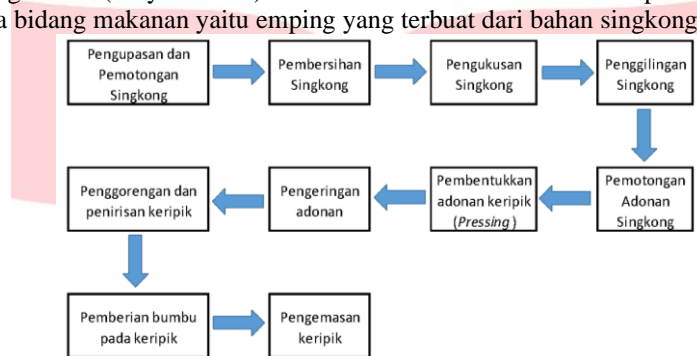 a bidang makanan yaitu emping yang terbuat dari bahan singkong
Pengupasan dan
Pemotongan
Singkong
Pembersihan
Singkong
Pengukusan
Singkong
Penggilingan
Singkong
Penggorengan dan
penirisan keripik
Pengeringan
adonan
Pembentukkan
adonan keripik
(Pressing)
Pemotongan
Adonan
Singkong
Pemberian bumbu
pada keripik
Pengemasan
keripik